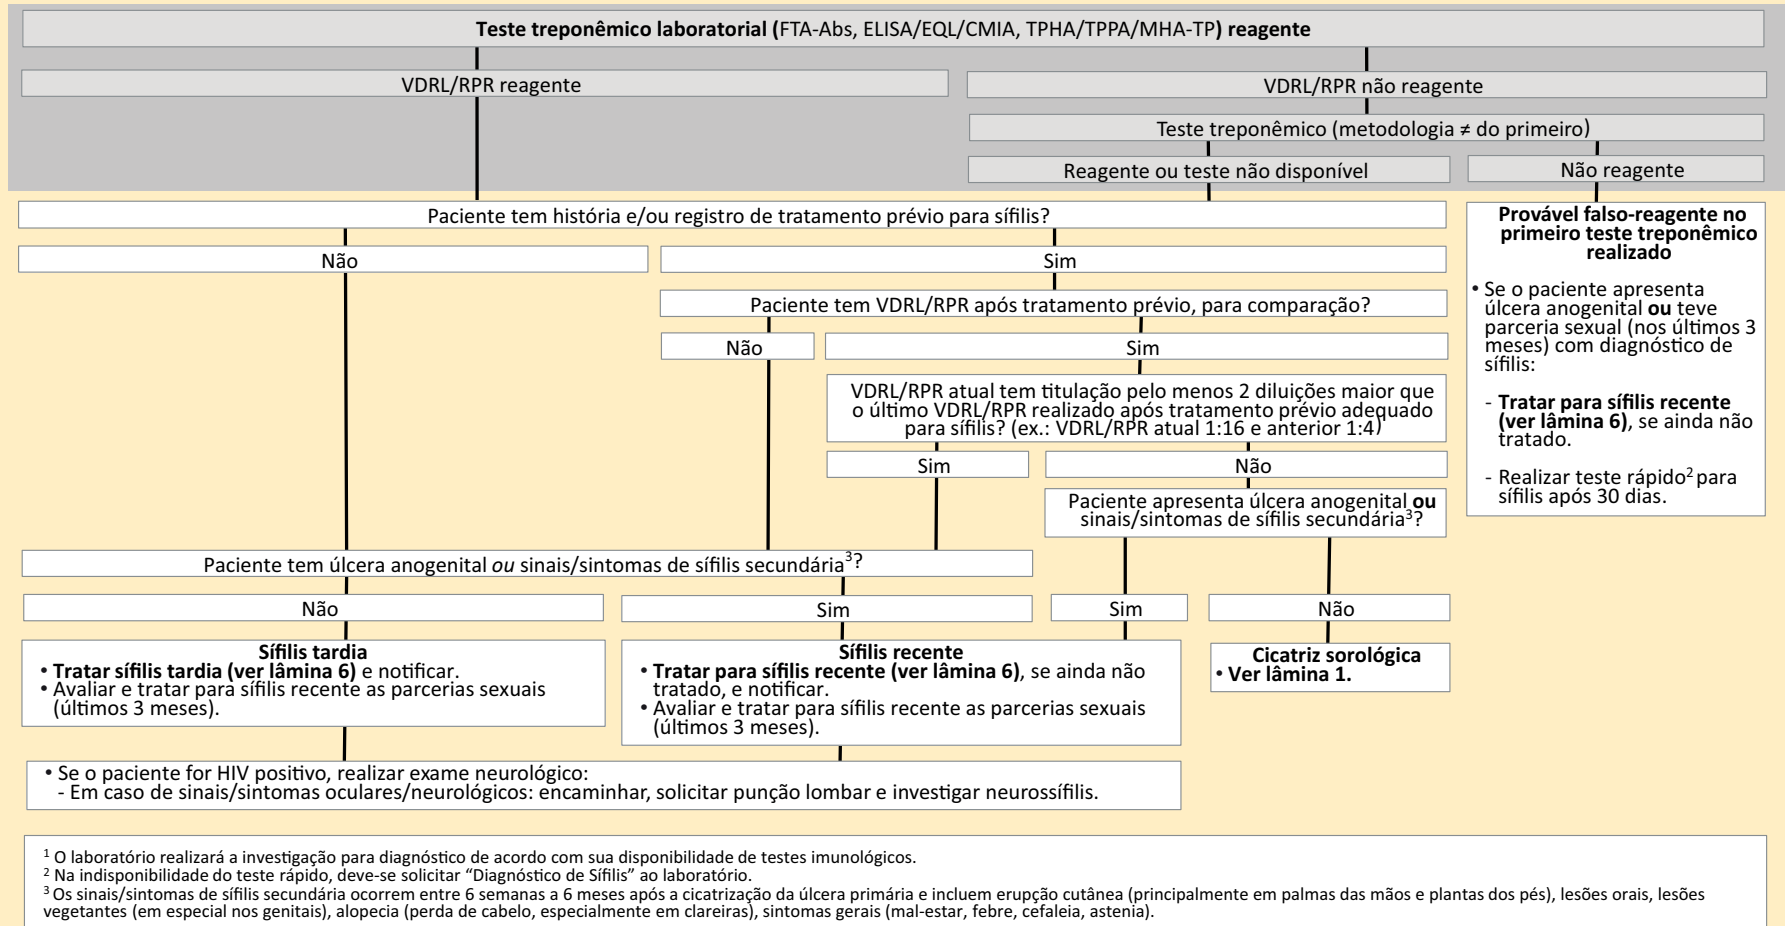 Teste treponêmico laboratorial (FTA-Abs, ELISA/EQL/CMIA, TPHA/TPPA/MHA-TP) reagente
VDRL/RPR reagente
VDRL/RPR não reagente
Teste treponêmico (metodologia ≠ do primeiro)
Reagente ou teste não disponível
Não reagente
Paciente tem história e/ou registro de tratamento prévio para sífilis?
Não
Sim
Paciente tem VDRL/RPR após tratamento prévio, para comparação?
Não
Sim
VDRL/RPR atual tem titulação pelo menos 2 diluições maior que
o último VDRL/RPR realizado após tratamento prévio adequado
para sífilis? (ex.: VDRL/RPR atual 1:16 e anterior 1:4)
Sim
Não
Paciente apresenta úlcera anogenital ou
sinais/sintomas de sífilis secundária³?
Provável falso-reagente no
primeiro teste treponêmico
realizado
• Se o paciente apresenta
úlcera anogenital ou teve
parceria sexual (nos últimos 3
meses) com diagnóstico de
sífilis:
- Tratar para sífilis recente
(ver lâmina 6), se ainda não
tratado.
- Realizar teste rápido² para
sífilis após 30 dias.
Paciente tem úlcera anogenital ou sinais/sintomas de sífilis secundária³?
Não
Sim
Sim
Não
Sífilis tardia
• Tratar sífilis tardia (ver lâmina 6) e notificar.
• Avaliar e tratar para sífilis recente as parcerias sexuais
(últimos 3 meses).
Sífilis recente
• Tratar para sífilis recente (ver lâmina 6), se ainda não
tratado, e notificar.
• Avaliar e tratar para sífilis recente as parcerias sexuais
(últimos 3 meses).
Cicatriz sorológica
• Ver lâmina 1.
• Se o paciente for HIV positivo, realizar exame neurológico:
- Em caso de sinais/sintomas oculares/neurológicos: encaminhar, solicitar punção lombar e investigar neurossífilis.
¹ O laboratório realizará a investigação para diagnóstico de acordo com sua disponibilidade de testes imunológicos.
² Na indisponibilidade do teste rápido, deve-se solicitar “Diagnóstico de Sífilis” ao laboratório.
³ Os sinais/sintomas de sífilis secundária ocorrem entre 6 semanas a 6 meses após a cicatrização da úlcera primária e incluem erupção cutânea (principalmente em palmas das mãos e plantas dos pés), lesões orais, lesões
vegetantes (em especial nos genitais), alopecia (perda de cabelo, especialmente em clareiras), sintomas gerais (mal-estar, febre, cefaleia, astenia).